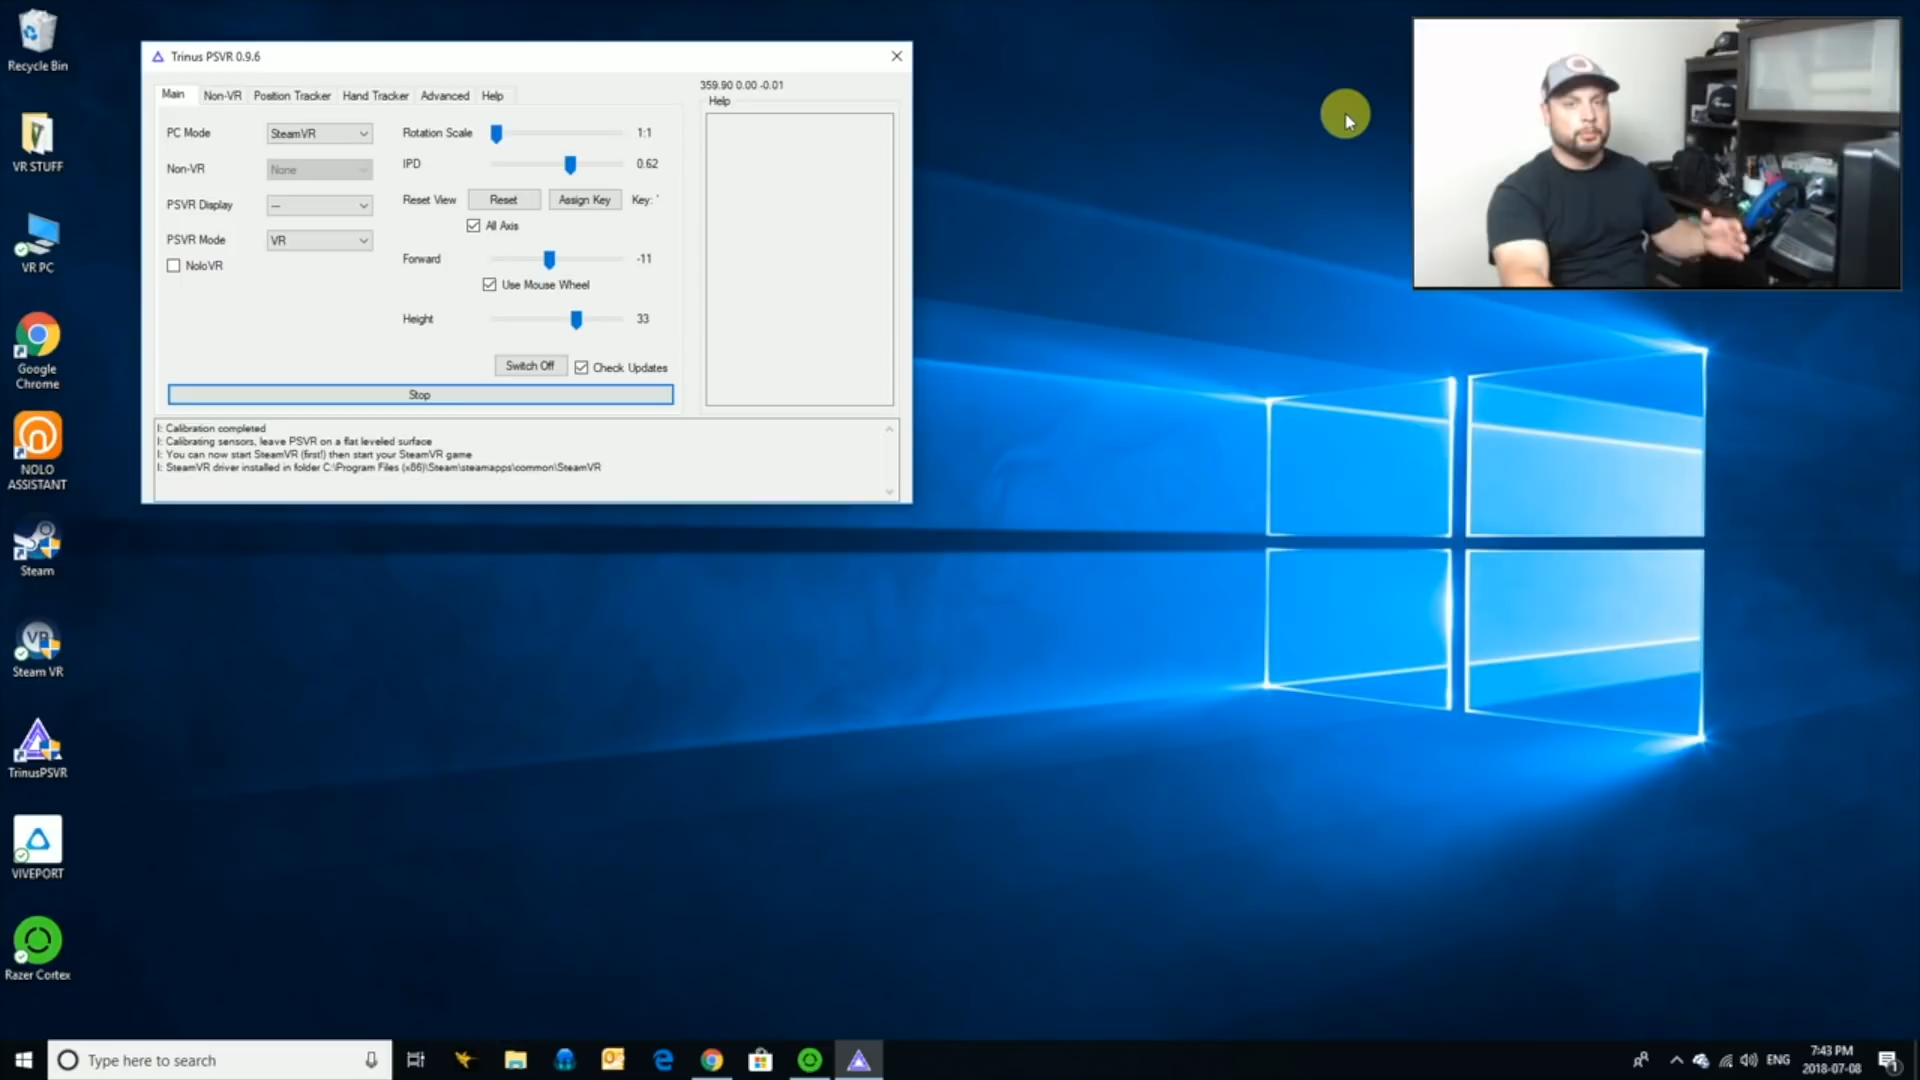 Recycle Bin
VR STUFF
VR PC
Google
Chrome
NOLO
ASSISTANT
Steam
Steam VR
TrinusPSVR
VIVEPORT
Razer Cortex
Trinus PSVR 0.9.6
Main Non-VR Position Tracker Hand Tracker Advanced Help
359.90 0.00 -0.01
Help
PC Mode SteamVR
Non-VR None
PSVR Display ---
PSVR Mode VR
NoloVR
Rotation Scale 1:1
IPD 0.62
Reset View Reset Assign Key Key: '
All Axis
Forward -11
Use Mouse Wheel
Height 33
Switch Off Check Updates
Stop
I: Calibration completed
I: Calibrating sensors, leave PSVR on a flat leveled surface
I: You can now start SteamVR (first!) then start your SteamVR game
I: SteamVR driver installed in folder C:\Program Files (x86)\Steam\steamapps\common\SteamVR
Type here to search
ENG
7:43 PM
2018-07-08
1